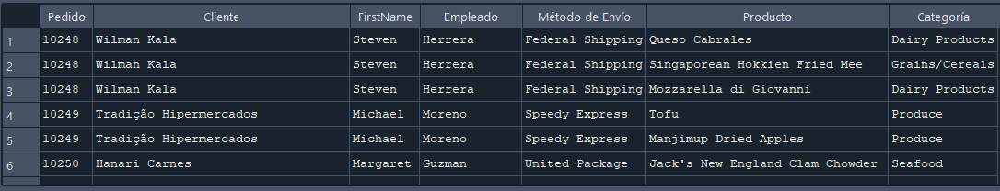 Pedido Cliente FirstName Empleado Método de Envío Producto Categoría
1 10248 Wilman Kala Steven Herrera Federal Shipping Queso Cabrales Dairy Products
2 10248 Wilman Kala Steven Herrera Federal Shipping Singaporean Hokkien Fried Mee Grains/Cereals
3 10248 Wilman Kala Steven Herrera Federal Shipping Mozzarella di Giovanni Dairy Products
4 10249 Tradição Hipermercados Michael Moreno Speedy Express Tofu Produce
5 10249 Tradição Hipermercados Michael Moreno Speedy Express Manjimup Dried Apples Produce
6 10250 Hanari Carnes Margaret Guzman United Package Jack's New England Clam Chowder Seafood